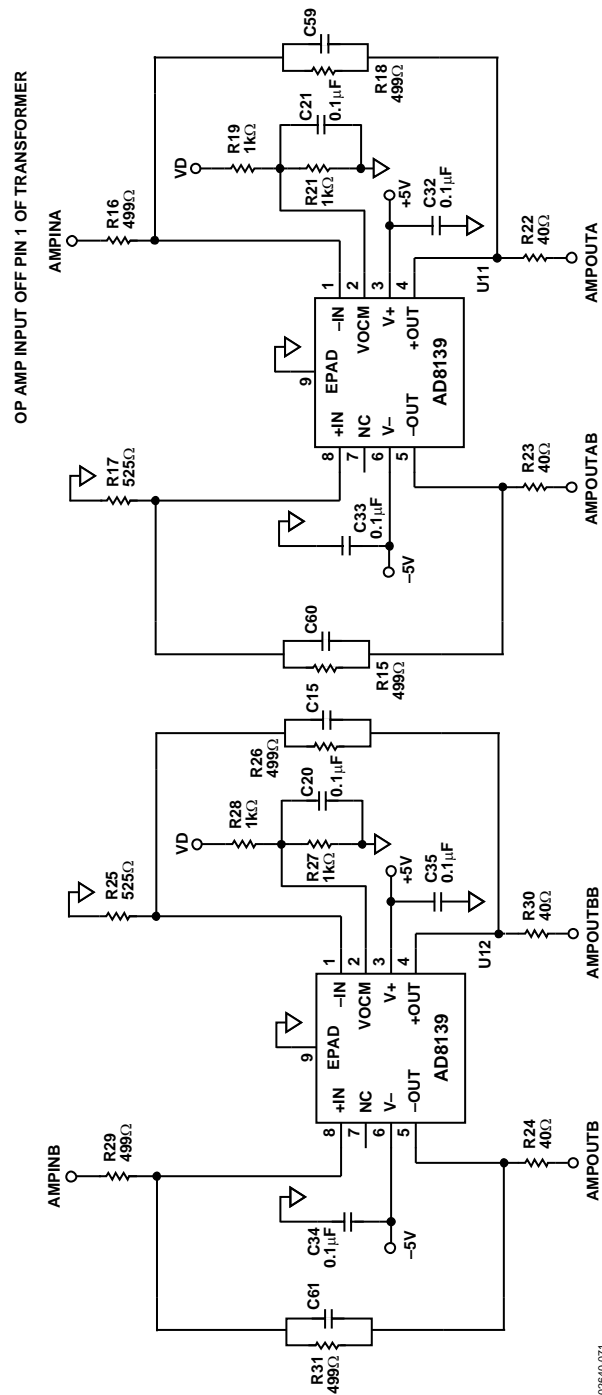 OP AMP INPUT OFF PIN 1 OF TRANSFORMER
AMPINB
R29
499Ω
R25
525Ω
VD
R28
1kΩ
R26
499Ω
C15
R27
1kΩ
C20
0.1µF
R31
499Ω
C61
C34
0.1µF
–5V
9
EPAD
8
+IN
7
NC
6
V–
5
–OUT
1
–IN
2
VOCM
3
V+
4
+OUT
AD8139
U12
+5V
C35
0.1µF
R24
40Ω
AMPOUTB
R30
40Ω
AMPOUTBB
R17
525Ω
AMPINA
R16
499Ω
VD
R19
1kΩ
R21
1kΩ
C21
0.1µF
R18
499Ω
C59
R15
499Ω
C60
C33
0.1µF
–5V
9
EPAD
8
+IN
7
NC
6
V–
5
–OUT
1
–IN
2
VOCM
3
V+
4
+OUT
AD8139
U11
+5V
C32
0.1µF
R23
40Ω
AMPOUTAB
R22
40Ω
AMPOUTA
02640-071